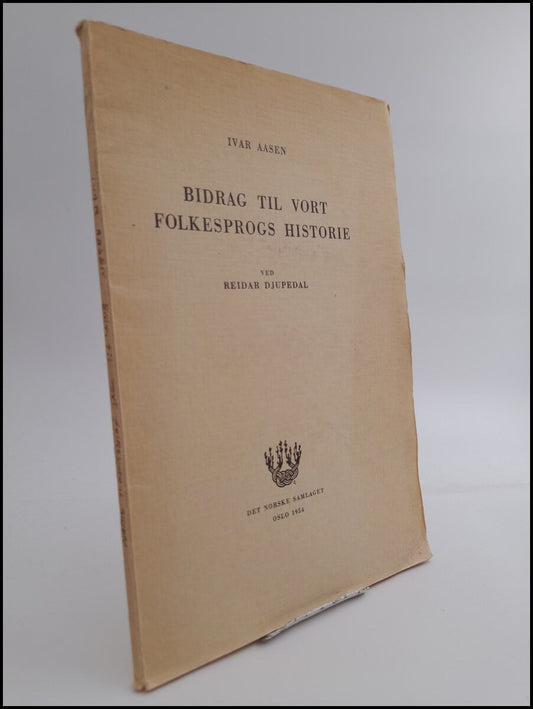 IVAR AASEN
BIDRAG TIL VORT
FOLKESPROGS HISTORIE
VED
REIDAR DJUPEDAL
DET NORSKE SAMLAGET
OSLO 1954